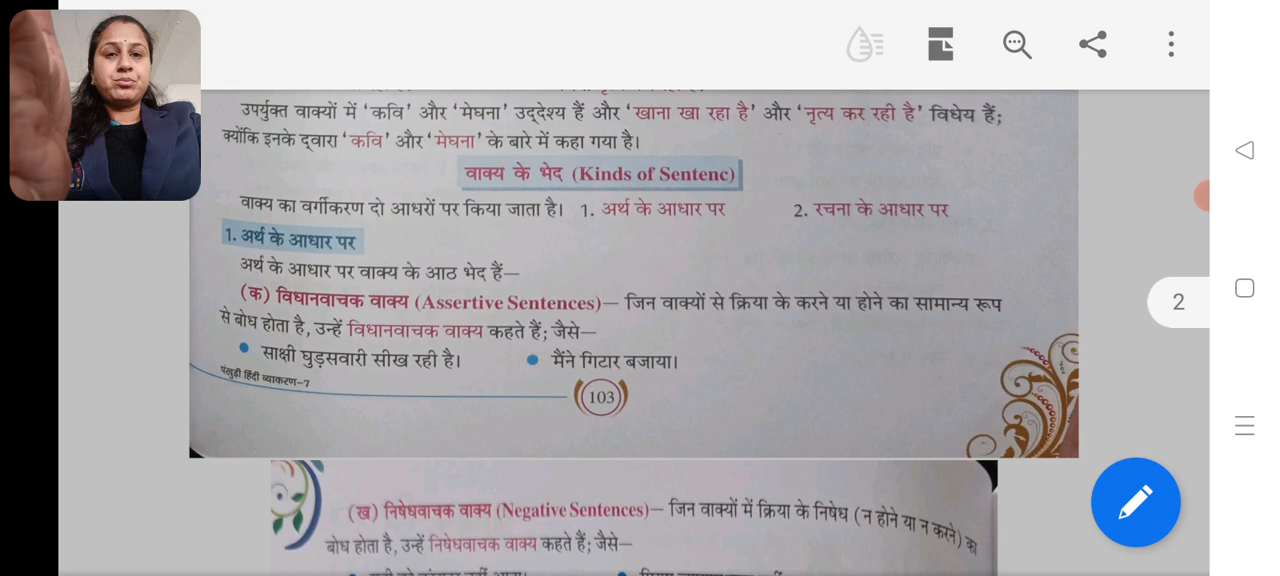 उपर्युक्त वाक्यों में ‘कवि’ और ‘मेघना’ उद्देश्य हैं और ‘खाना खा रहा है’ और ‘नृत्य कर रही है’ विधेय हैं;
क्योंकि इनके द्वारा ‘कवि’ और ‘मेघना’ के बारे में कहा गया है।
वाक्य के भेद (Kinds of Sentenc)
वाक्य का वर्गीकरण दो आधरों पर किया जाता है। 1. अर्थ के आधार पर 2. रचना के आधार पर
1. अर्थ के आधार पर
अर्थ के आधार पर वाक्य के आठ भेद हैं—
(क) विधानवाचक वाक्य (Assertive Sentences)— जिन वाक्यों से क्रिया के करने या होने का सामान्य रूप
से बोध होता है, उन्हें विधानवाचक वाक्य कहते हैं; जैसे—
• साक्षी घुड़सवारी सीख रही है। • मैंने गिटार बजाया।
पंखुड़ी हिंदी व्याकरण–7
103
2
(ख) निषेधवाचक वाक्य (Negative Sentences)— जिन वाक्यों में क्रिया के निषेध (न होने या न करने) का
बोध होता है, उन्हें निषेधवाचक वाक्य कहते हैं; जैसे—